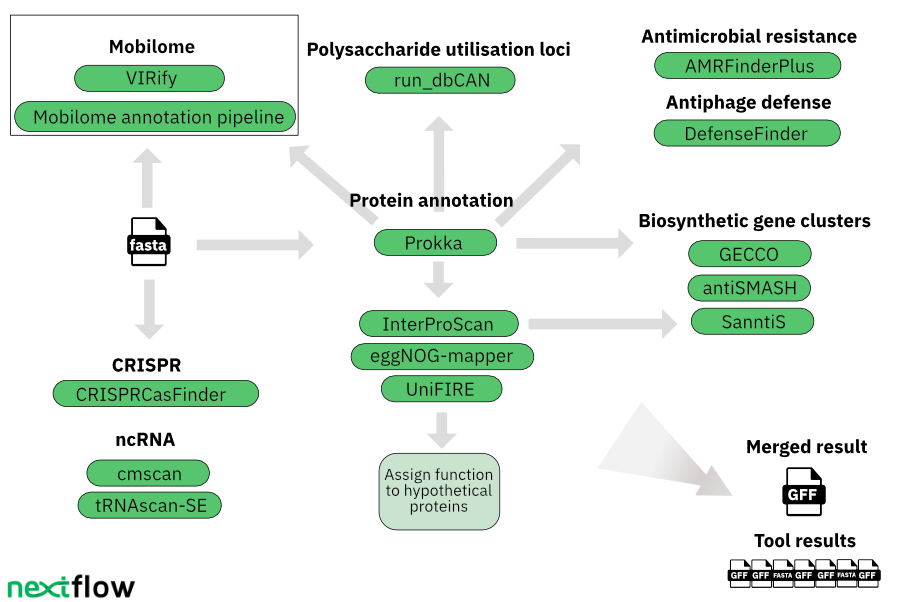 Mobilome
VIRify
Mobilome annotation pipeline
Polysaccharide utilisation loci
run_dbCAN
Antimicrobial resistance
AMRFinderPlus
Antiphage defense
DefenseFinder
fasta
Protein annotation
Prokka
Biosynthetic gene clusters
GECCO
antiSMASH
SanntiS
InterProScan
eggNOG-mapper
UniFIRE
CRISPR
CRISPRCasFinder
ncRNA
cmscan
tRNAscan-SE
Assign function
to hypothetical
proteins
Merged result
GFF
Tool results
GFF GFF FASTA GFF GFF FASTA GFF
nextflow